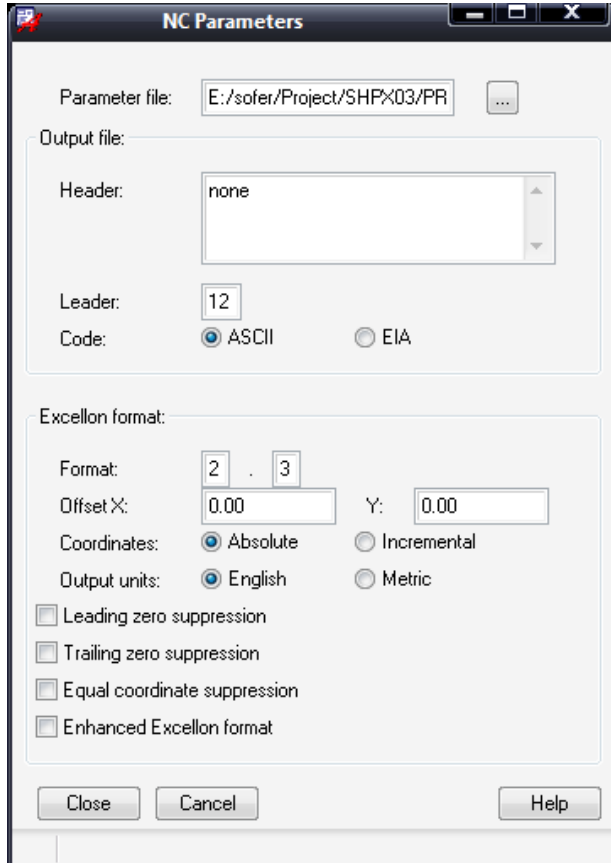 NC Parameters
Parameter file: E:/sofer/Project/SHPX03/PR ...
Output file:
Header: none
Leader: 12
Code: ASCII EIA
Excellon format:
Format: 2 . 3
Offset X: 0.00 Y: 0.00
Coordinates: Absolute Incremental
Output units: English Metric
Leading zero suppression
Trailing zero suppression
Equal coordinate suppression
Enhanced Excellon format
Close Cancel Help